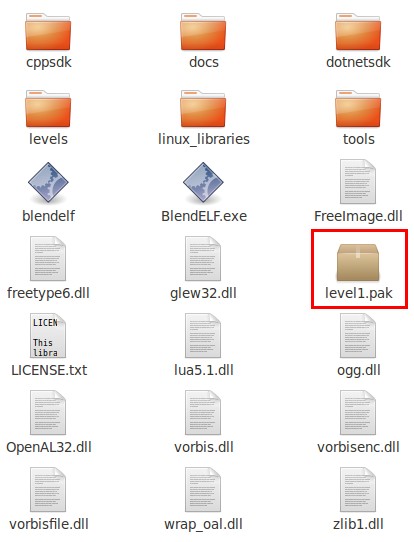 cppsdk docs dotnetsdk
levels linux_libraries tools
blendelf BlendELF.exe FreeImage.dll
freetype6.dll glew32.dll level1.pak
LICEN
This
libra
LICENSE.txt lua5.1.dll ogg.dll
OpenAL32.dll vorbis.dll vorbisenc.dll
vorbisfile.dll wrap_oal.dll zlib1.dll